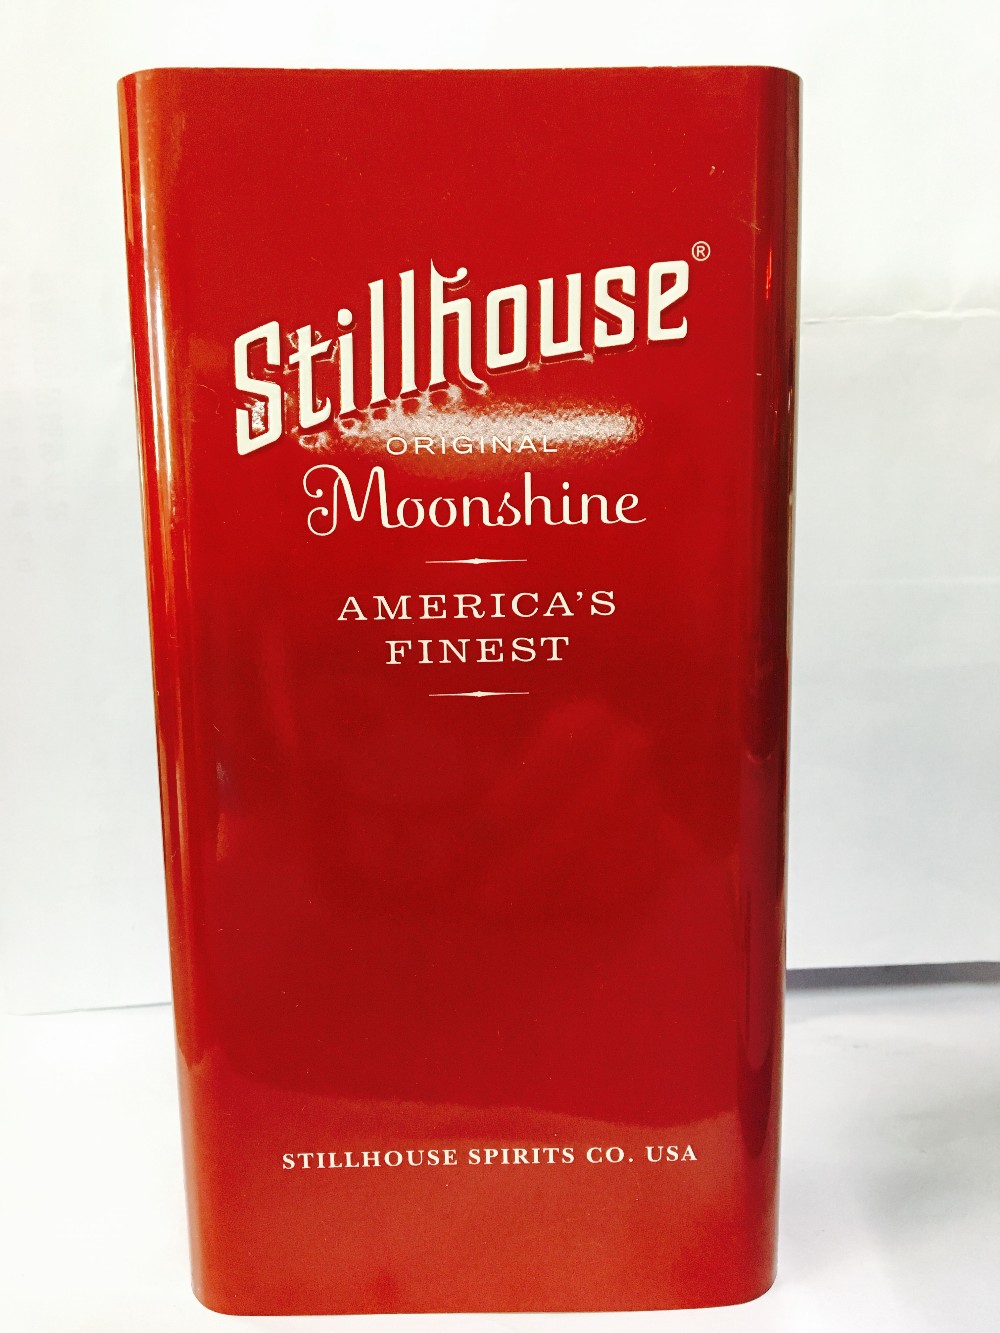 Stillhouse®
ORIGINAL
Moonshine
AMERICA'S
FINEST
STILLHOUSE SPIRITS CO. USA